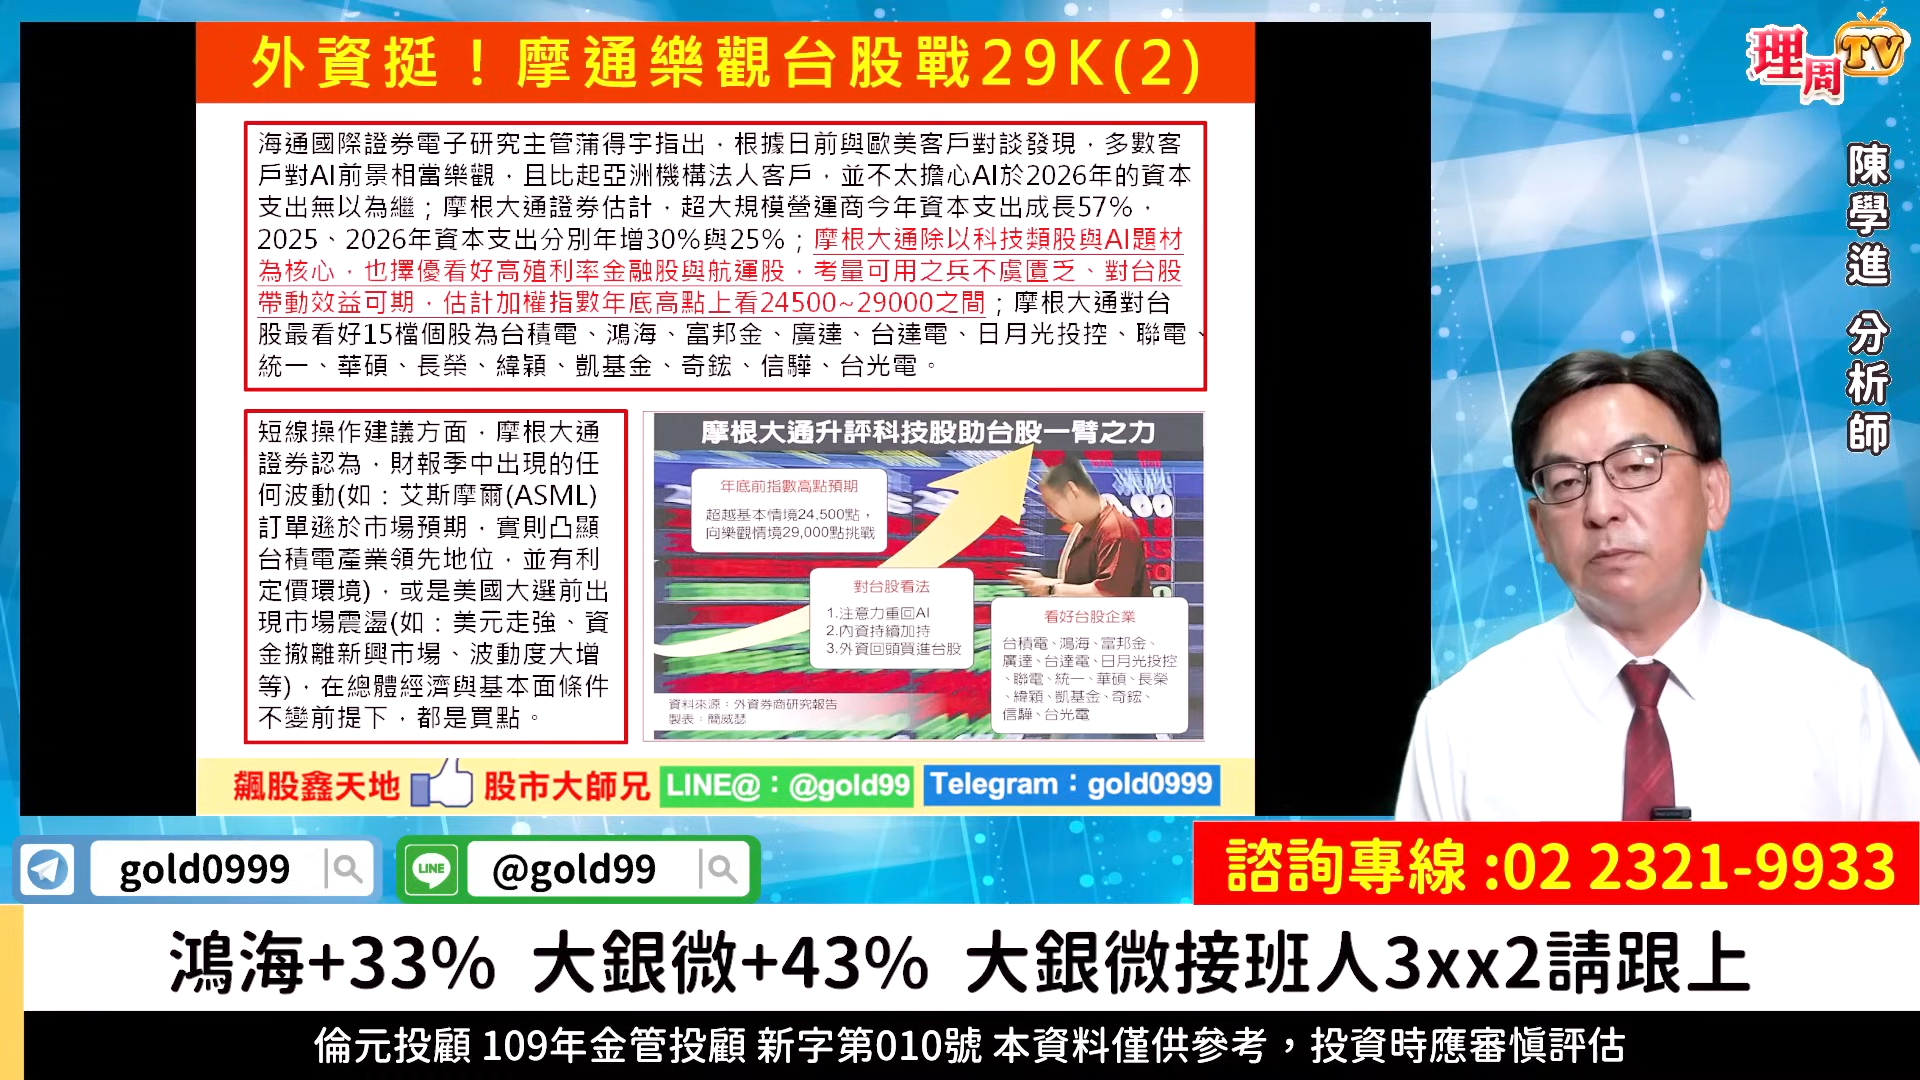 外資挺！摩通樂觀台股戰29K(2)
理周TV
陳學進 分析師
海通國際證券電子研究主管蒲得宇指出，根據日前與歐美客戶對談發現，多數客
戶對AI前景相當樂觀，且比起亞洲機構法人客戶，並不太擔心AI於2026年的資本
支出無以為繼；摩根大通證券估計，超大規模營運商今年資本支出成長57%，
2025、2026年資本支出分別年增30%與25%；摩根大通除以科技類股與AI題材
為核心，也擇優看好高殖利率金融股與航運股，考量可用之兵不虞匱乏、對台股
帶動效益可期，估計加權指數年底高點上看24500~29000之間；摩根大通對台
股最看好15檔個股為台積電、鴻海、富邦金、廣達、台達電、日月光投控、聯電、
統一、華碩、長榮、緯穎、凱基金、奇鋐、信驊、台光電。
短線操作建議方面，摩根大通
證券認為，財報季中出現的任
何波動(如：艾斯摩爾(ASML)
訂單遜於市場預期，實則凸顯
台積電產業領先地位，並有利
定價環境)，或是美國大選前出
現市場震盪(如：美元走強、資
金撤離新興市場、波動度大增
等)，在總體經濟與基本面條件
不變前提下，都是買點。
摩根大通升評科技股助台股一臂之力
年底前指數高點預期
超越基本情境24,500點，
向樂觀情境29,000點挑戰
對台股看法
1.注意力重回AI
2.內資持續加持
3.外資回頭買進台股
看好台股企業
台積電、鴻海、富邦金、
廣達、台達電、日月光投控
、聯電、統一、華碩、長榮
、緯穎、凱基金、奇鋐、
信驊、台光電
資料來源：外資券商研究報告
製表：簡威瑟
飆股鑫天地 股市大師兄 LINE@：@gold99 Telegram：gold0999
gold0999
LINE @gold99
諮詢專線 :02 2321-9933
鴻海+33% 大銀微+43% 大銀微接班人3xx2請跟上
倫元投顧 109年金管投顧 新字第010號 本資料僅供參考，投資時應審慎評估